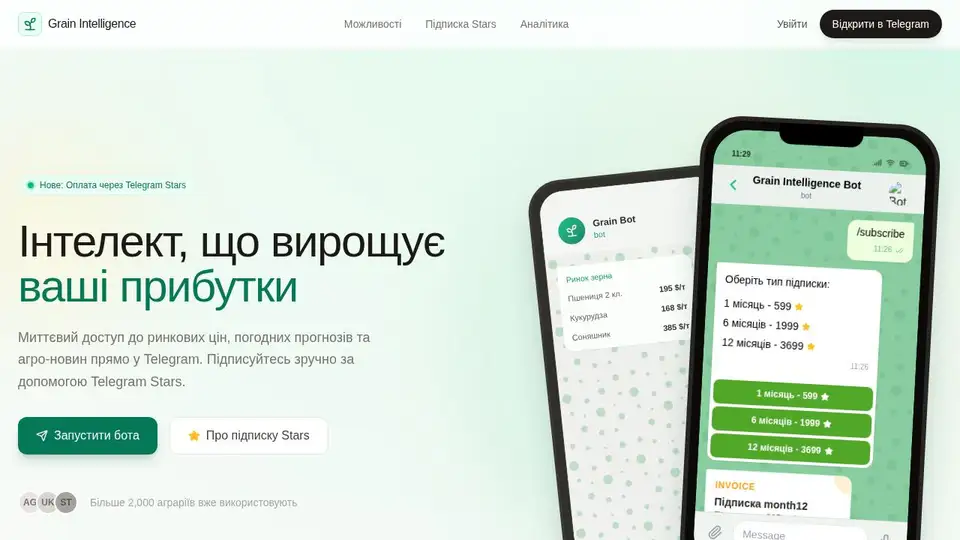 Grain Intelligence
Можливості
Підписка Stars
Аналітика
Увійти
Відкрити в Telegram
Нове: Оплата через Telegram Stars
Інтелект, що вирощує
ваші прибутки
Миттєвий доступ до ринкових цін, погодних прогнозів та
агро-новин прямо у Telegram. Підписуйтесь зручно за
допомогою Telegram Stars.
Запустити бота
Про підписку Stars
AG
UK
ST
Більше 2,000 аграріїв вже використовують
Grain Bot
bot
Ринок зерна
Пшениця 2 кл. 195 $/т
Кукурудза 168 $/т
Соняшник 385 $/т
11:29
Grain Intelligence Bot
bot
Bot
/subscribe
11:26
Оберіть тип підписки:
1 місяць - 599 ⭐
6 місяців - 1999 ⭐
12 місяців - 3699 ⭐
11:26
1 місяць - 599 ★
6 місяців - 1999 ★
12 місяців - 3699 ★
INVOICE
Підписка month12
Message